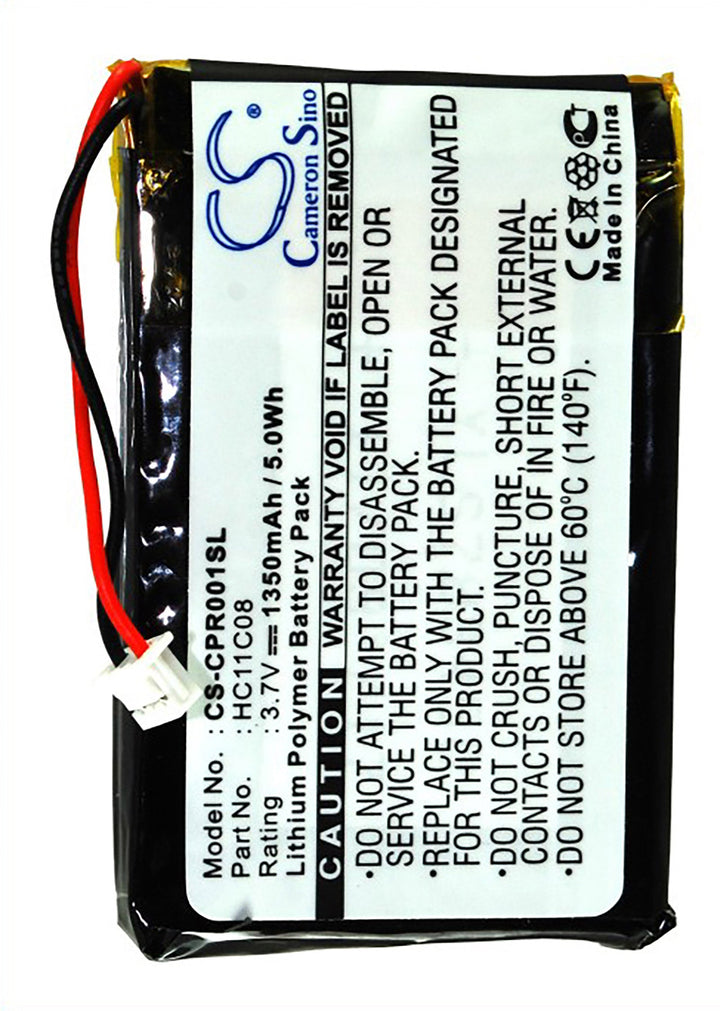 CS®
Cameron Sino
Model No. : CS-CPR001SL
Part No. : HC11C08
Rating : 3.7V⎓1350mAh / 5.0Wh
Lithium Polymer Battery Pack
CAUTION WARRANTY VOID IF LABEL IS REMOVED
•DO NOT ATTEMPT TO DISASSEMBLE, OPEN OR
SERVICE THE BATTERY PACK.
•REPLACE ONLY WITH THE BATTERY PACK DESIGNATED
FOR THIS PRODUCT.
•DO NOT CRUSH, PUNCTURE, SHORT EXTERNAL
CONTACTS OR DISPOSE OF IN FIRE OR WATER.
•DO NOT STORE ABOVE 60°C (140°F).
CE PC
Made in China